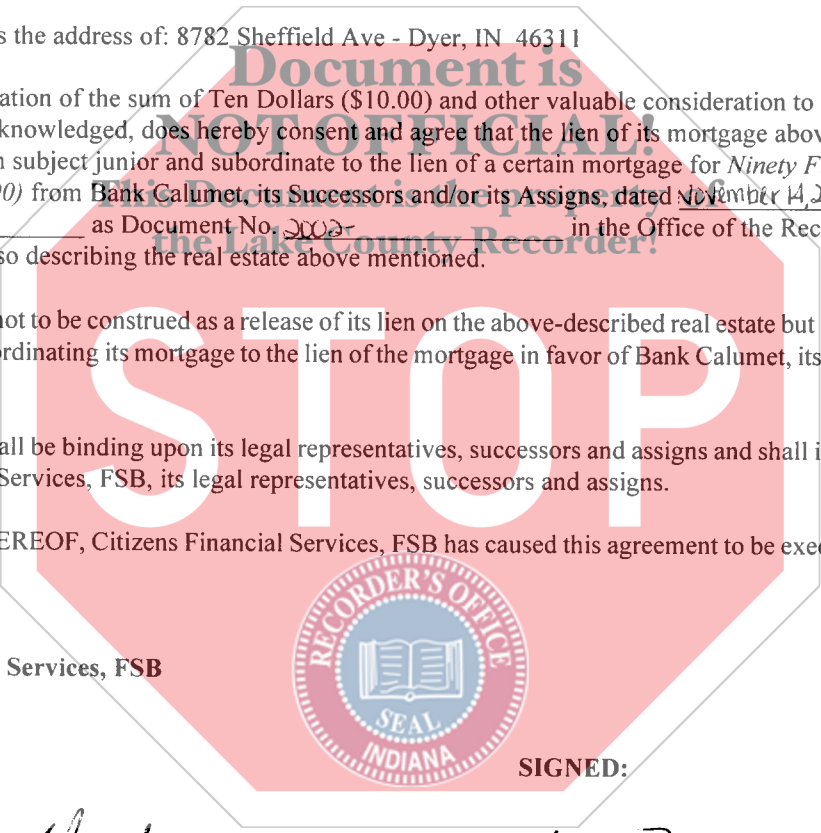 s the address of: 8782 Sheffield Ave - Dyer, IN 46311
Document is
ation of the sum of Ten Dollars ($10.00) and other valuable consideration to
NOT OFFICIAL!
knowledged, does hereby consent and agree that the lien of its mortgage abov
n subject junior and subordinate to the lien of a certain mortgage for Ninety F
This Document is the property
00) from Bank Calumet, its Successors and/or its Assigns, dated November 14, 2
as Document No. 2002- in the Office of the Rec
the Lake County Recorder!
so describing the real estate above mentioned.
not to be construed as a release of its lien on the above-described real estate but
ordinating its mortgage to the lien of the mortgage in favor of Bank Calumet, its
STOP
all be binding upon its legal representatives, successors and assigns and shall i
Services, FSB, its legal representatives, successors and assigns.
EREOF, Citizens Financial Services, FSB has caused this agreement to be exec
RECORDER'S OFFICE
SEAL
INDIANA
Services, FSB
SIGNED: